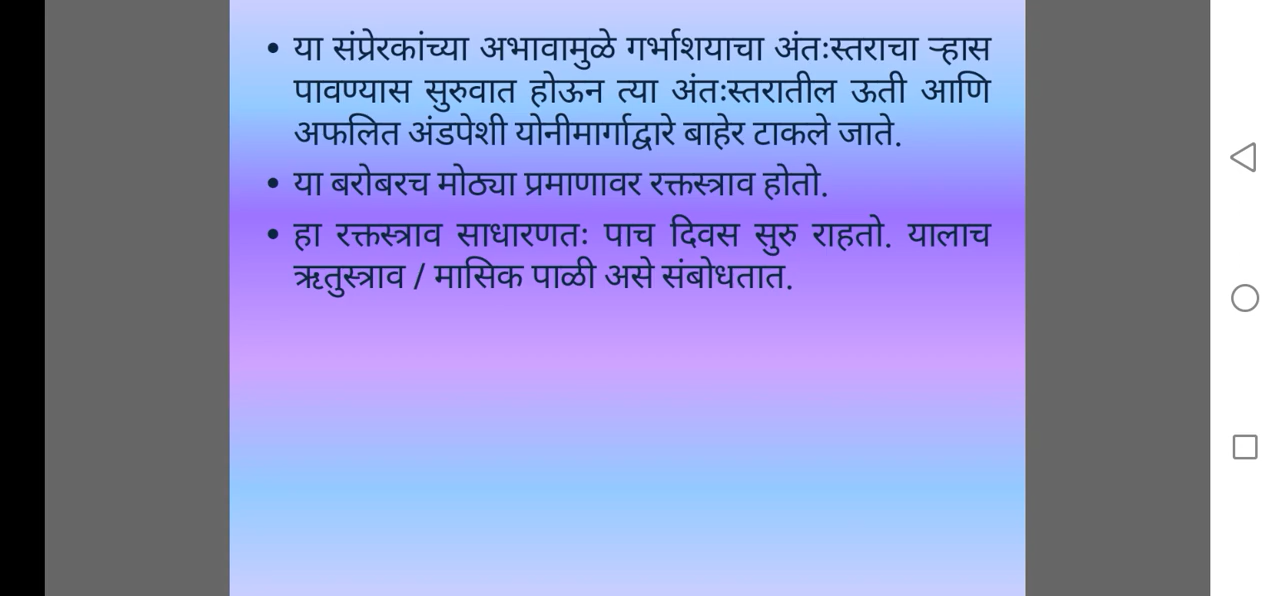 • या संप्रेरकांच्या अभावामुळे गर्भाशयाचा अंतःस्तराचा ऱ्हास
पावण्यास सुरुवात होऊन त्या अंतःस्तरातील ऊती आणि
अफलित अंडपेशी योनीमार्गाद्वारे बाहेर टाकले जाते.
• या बरोबरच मोठ्या प्रमाणावर रक्तस्त्राव होतो.
• हा रक्तस्त्राव साधारणतः पाच दिवस सुरु राहतो. यालाच
ऋतुस्त्राव / मासिक पाळी असे संबोधतात.